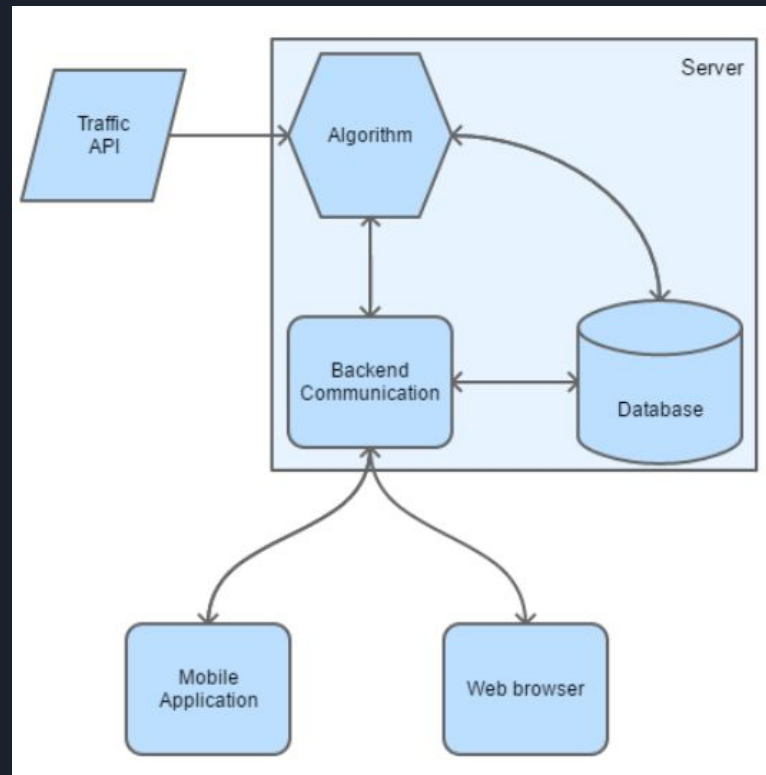 Server
Traffic
API
Algorithm
Backend
Communication
Database
Mobile
Application
Web browser